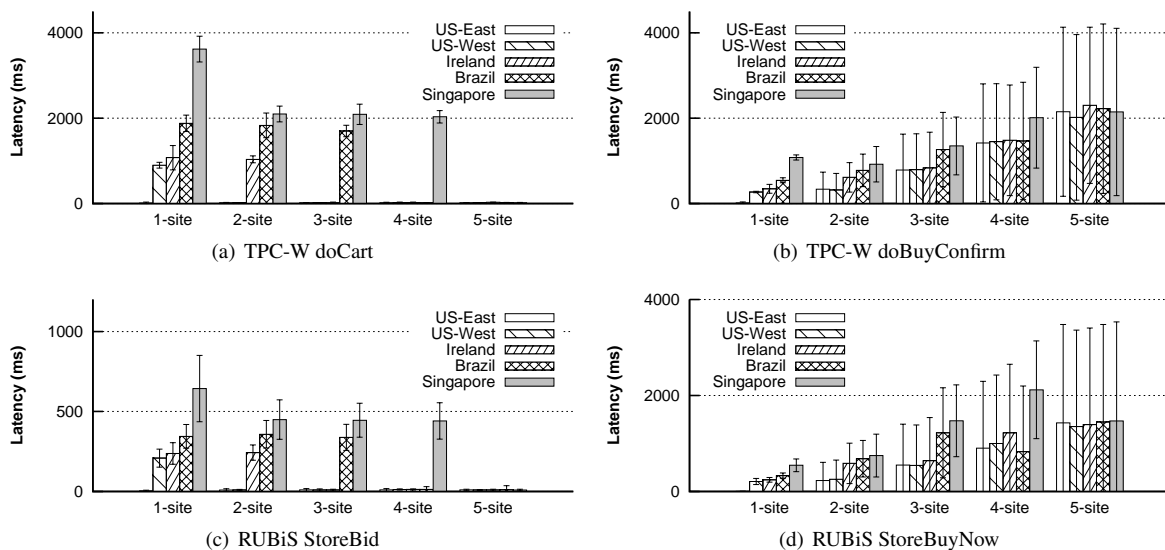 4000
2000
0
Latency (ms)
US-East
US-West
Ireland
Brazil
Singapore
1-site 2-site 3-site 4-site 5-site
(a) TPC-W doCart
4000
2000
0
Latency (ms)
US-East
US-West
Ireland
Brazil
Singapore
1-site 2-site 3-site 4-site 5-site
(b) TPC-W doBuyConfirm
1000
500
0
Latency (ms)
US-East
US-West
Ireland
Brazil
Singapore
1-site 2-site 3-site 4-site 5-site
(c) RUBiS StoreBid
4000
2000
0
Latency (ms)
US-East
US-West
Ireland
Brazil
Singapore
1-site 2-site 3-site 4-site 5-site
(d) RUBiS StoreBuyNow